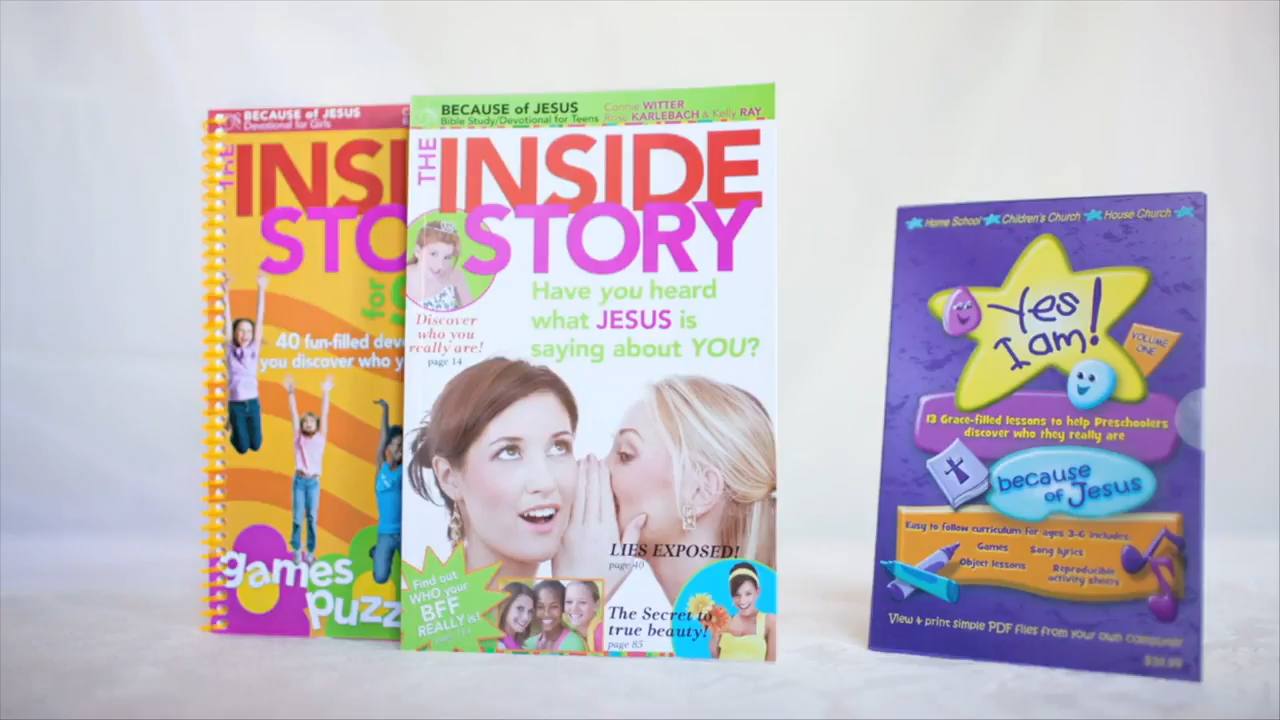 BECAUSE of JESUS
Devotional for Girls
THE
INSI
STO
for
40 fun-filled dev
you discover who y
games
puzz
BECAUSE of JESUS
Bible Study/Devotional for Teens
Connie WITTER
Rose KARLEBACH & Kelly RAY
THE
INSIDE
STORY
Have you heard
what JESUS is
saying about YOU?
Discover
who you
really are!
page 14
LIES EXPOSED!
page 40
Find out
WHO your
BFF
REALLY is!
The Secret to
true beauty!
page 85
Home School Children's Church House Church
Yes
I am!
VOLUME
ONE
13 Grace-filled lessons to help Preschoolers
discover who they really are
because
of Jesus
Easy to follow curriculum for ages 3-6 includes:
Games Song lyrics
Object lessons Reproducible
activity sheets
View & print simple PDF files from your own computer